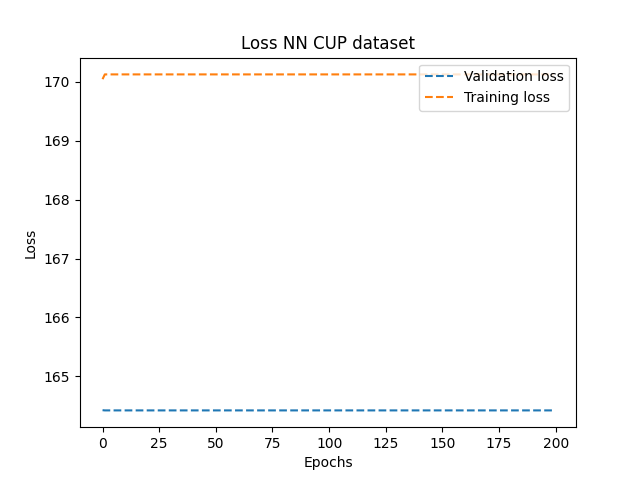 Loss NN CUP dataset
Validation loss
Training loss
170
169
168
167
166
165
Loss
0 25 50 75 100 125 150 175 200
Epochs